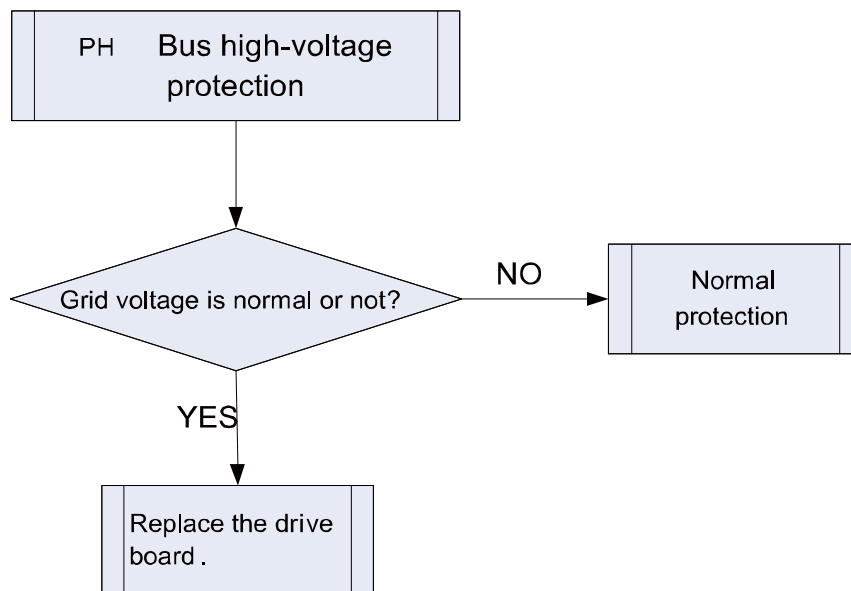 PH Bus high-voltage
protection
Grid voltage is normal or not?
NO
Normal
protection
YES
Replace the drive
board .